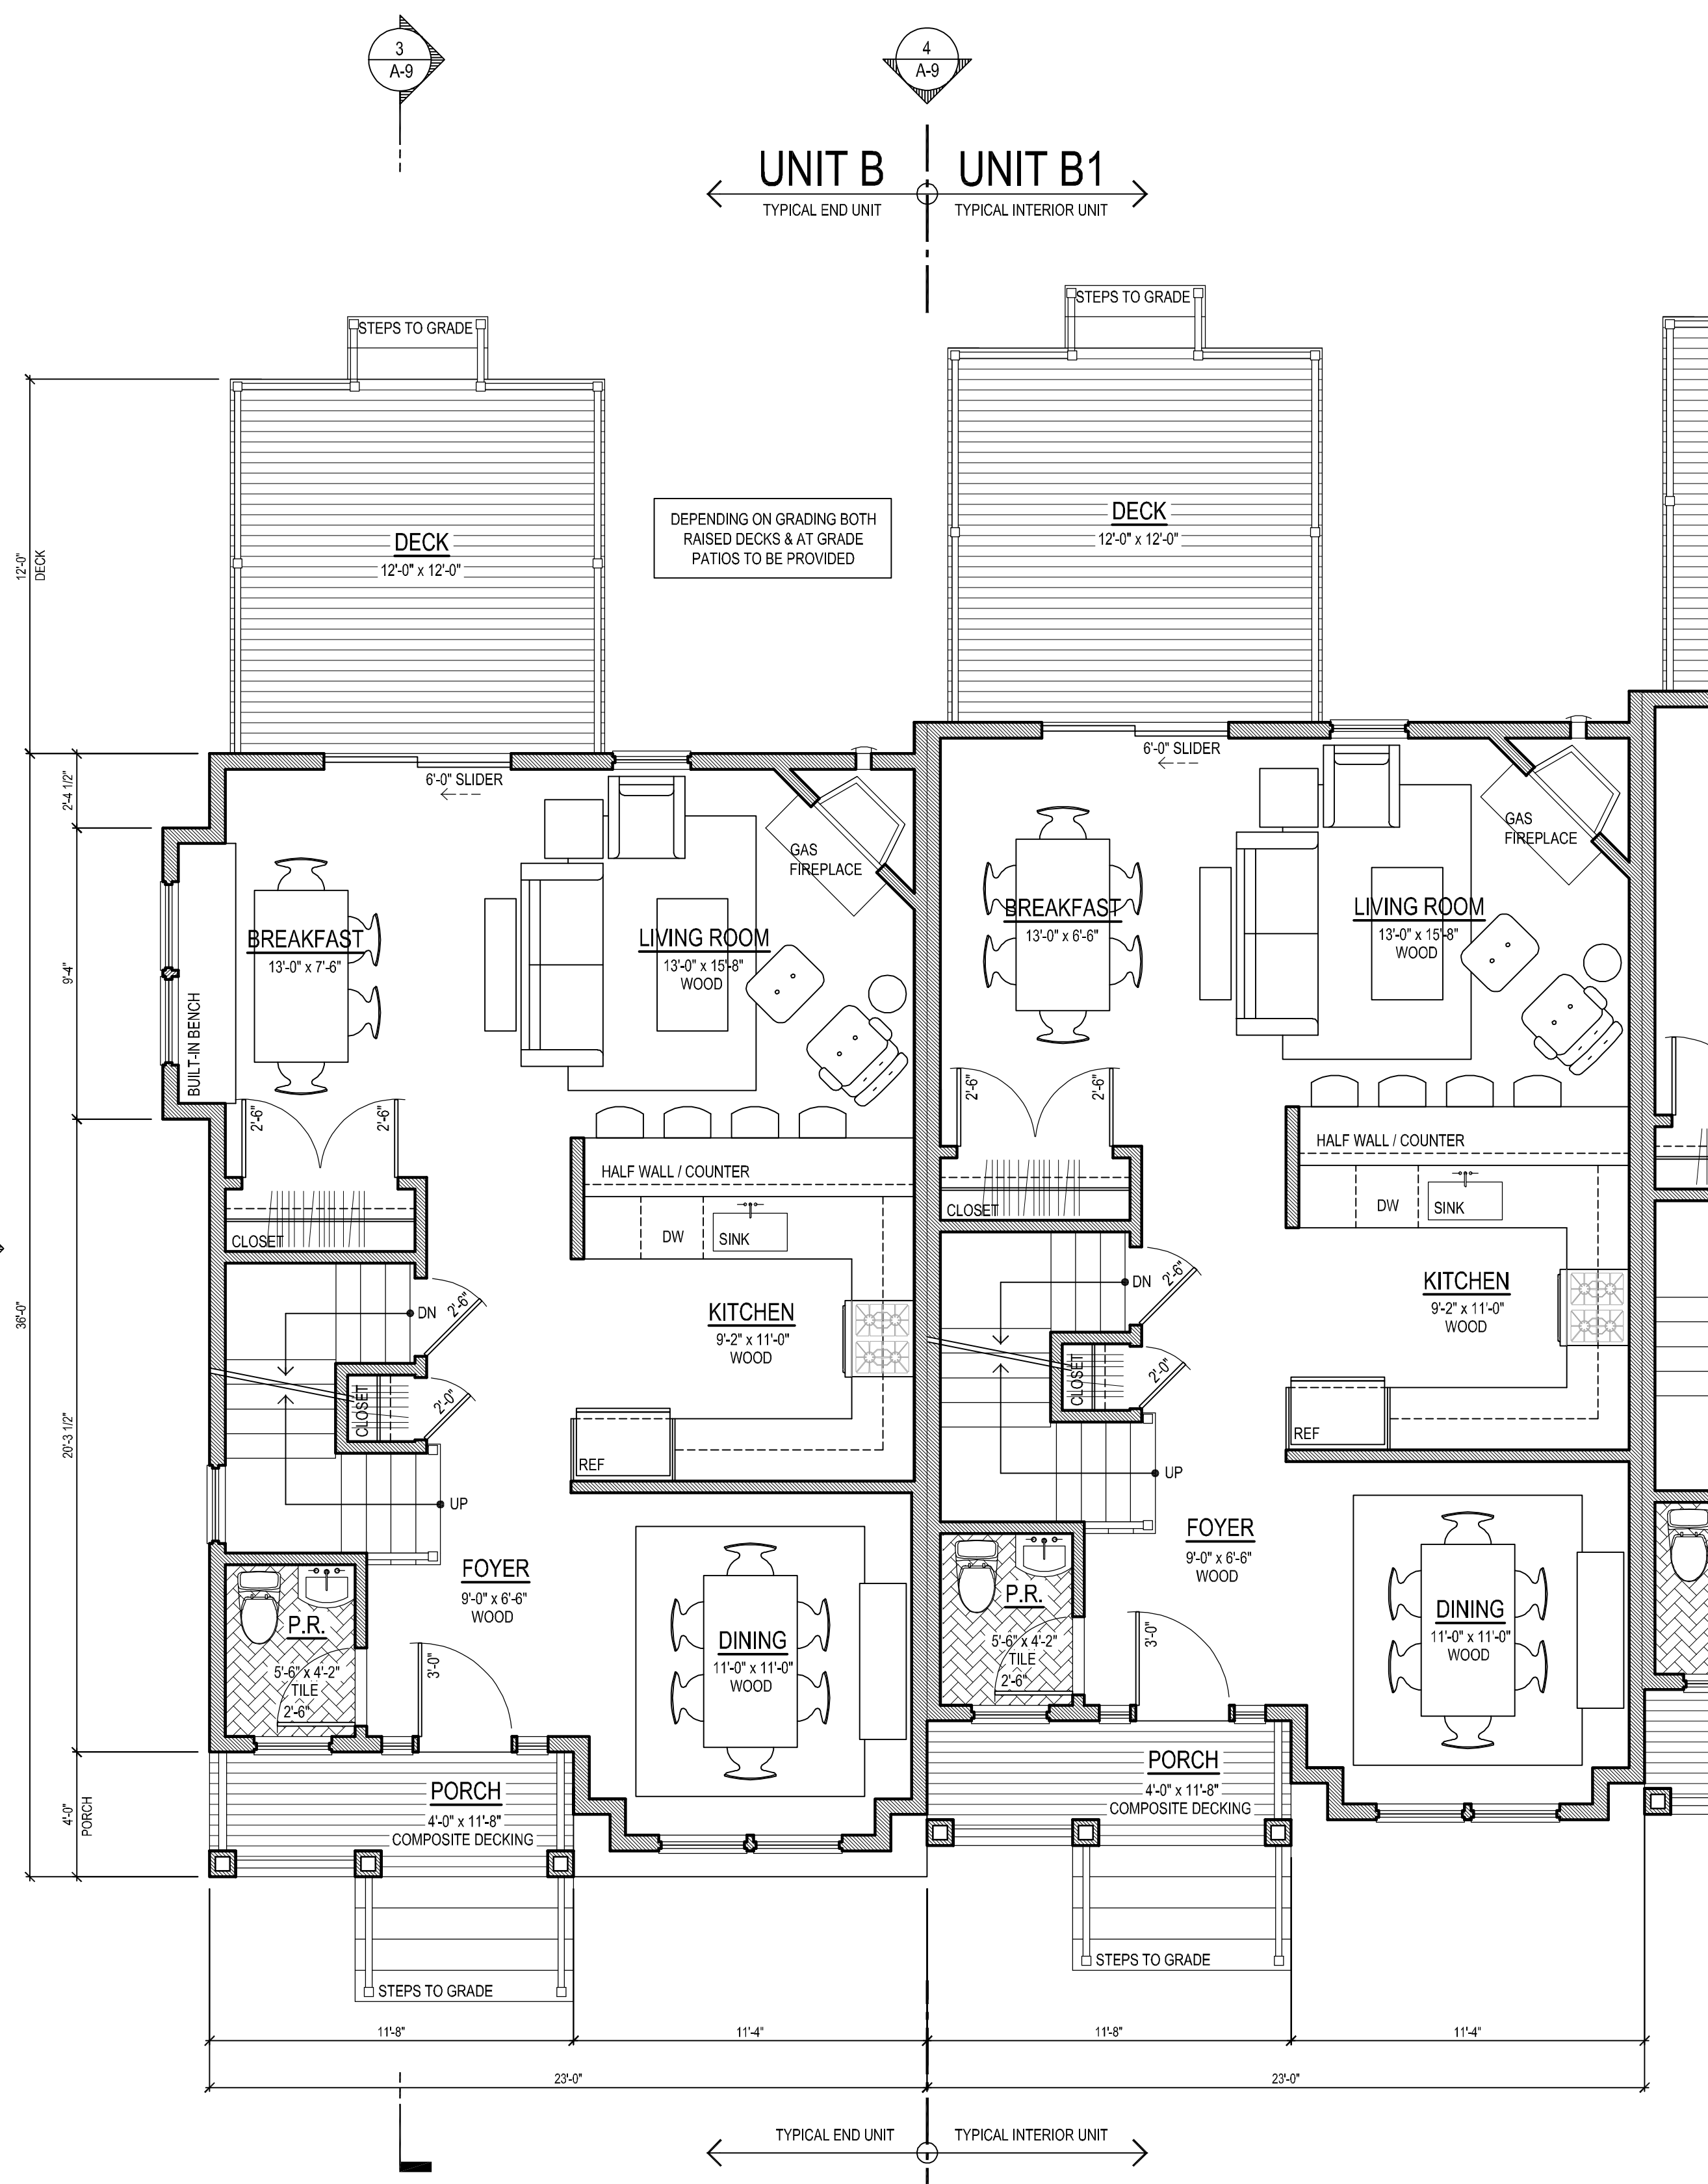 3
A-9
4
A-9
UNIT B
UNIT B1
TYPICAL END UNIT
TYPICAL INTERIOR UNIT
STEPS TO GRADE
STEPS TO GRADE
12'-0"
DECK
DECK
12'-0" x 12'-0"
DEPENDING ON GRADING BOTH
RAISED DECKS & AT GRADE
PATIOS TO BE PROVIDED
DECK
12'-0" x 12'-0"
36'-0"
2'-4 1/2"
9'-4"
20'-3 1/2"
4'-0"
PORCH
6'-0" SLIDER
GAS
FIREPLACE
BREAKFAST
13'-0" x 7'-6"
LIVING ROOM
13'-0" x 15'-8"
WOOD
BUILT-IN BENCH
2'-6"
2'-6"
HALF WALL / COUNTER
CLOSET
DW
SINK
DN
2'-6"
KITCHEN
9'-2" x 11'-0"
WOOD
CLOSET
2'-0"
REF
UP
FOYER
9'-0" x 6'-6"
WOOD
P.R.
5'-6" x 4'-2"
TILE
2'-6"
3'-0"
DINING
11'-0" x 11'-0"
WOOD
PORCH
4'-0" x 11'-8"
COMPOSITE DECKING
STEPS TO GRADE
6'-0" SLIDER
GAS
FIREPLACE
BREAKFAST
13'-0" x 6'-6"
LIVING ROOM
13'-0" x 15'-8"
WOOD
2'-6"
2'-6"
HALF WALL / COUNTER
CLOSET
DW
SINK
DN
2'-6"
KITCHEN
9'-2" x 11'-0"
WOOD
CLOSET
2'-0"
REF
UP
FOYER
9'-0" x 6'-6"
WOOD
P.R.
5'-6" x 4'-2"
TILE
2'-6"
3'-0"
DINING
11'-0" x 11'-0"
WOOD
PORCH
4'-0" x 11'-8"
COMPOSITE DECKING
STEPS TO GRADE
11'-8"
11'-4"
11'-8"
11'-4"
23'-0"
23'-0"
TYPICAL END UNIT
TYPICAL INTERIOR UNIT